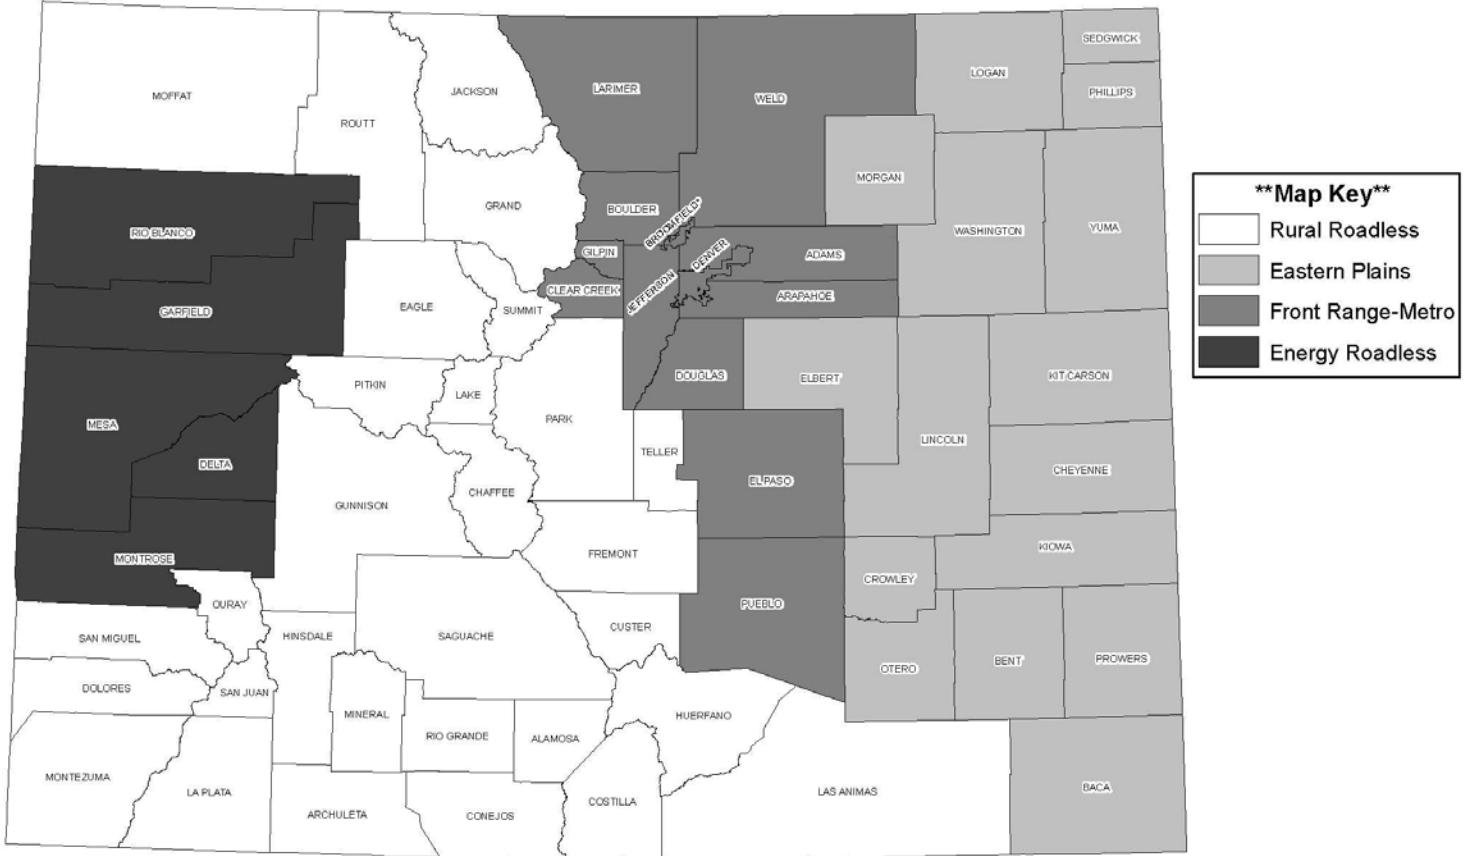 SEDGWICK
LOGAN
PHILLIPS
MOFFAT
JACKSON
LARIMER
WELD
ROUTT
MORGAN
**Map Key**
Rural Roadless
Eastern Plains
Front Range-Metro
Energy Roadless
GRAND
BOULDER
BROOMFIELD*
RIO BLANCO
WASHINGTON
YUMA
GILPIN
DENVER
ADAMS
CLEAR CREEK
JEFFERSON
ARAPAHOE
GARFIELD
EAGLE
SUMMIT
PITKIN
LAKE
DOUGLAS
ELBERT
KIT CARSON
MESA
PARK
DELTA
TELLER
LINCOLN
CHEYENNE
GUNNISON
CHAFFEE
EL PASO
MONTROSE
FREMONT
KIOWA
CROWLEY
OURAY
PUEBLO
SAN MIGUEL
HINSDALE
SAGUACHE
CUSTER
OTERO
BENT
PROWERS
DOLORES
SAN JUAN
MINERAL
RIO GRANDE
ALAMOSA
HUERFANO
MONTEZUMA
LA PLATA
ARCHULETA
CONEJOS
COSTILLA
LAS ANIMAS
BACA